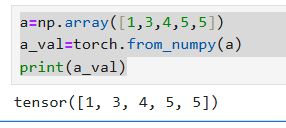 a=np.array([1,3,4,5,5])
a_val=torch.from_numpy(a)
print(a_val)
tensor([1, 3, 4, 5, 5])